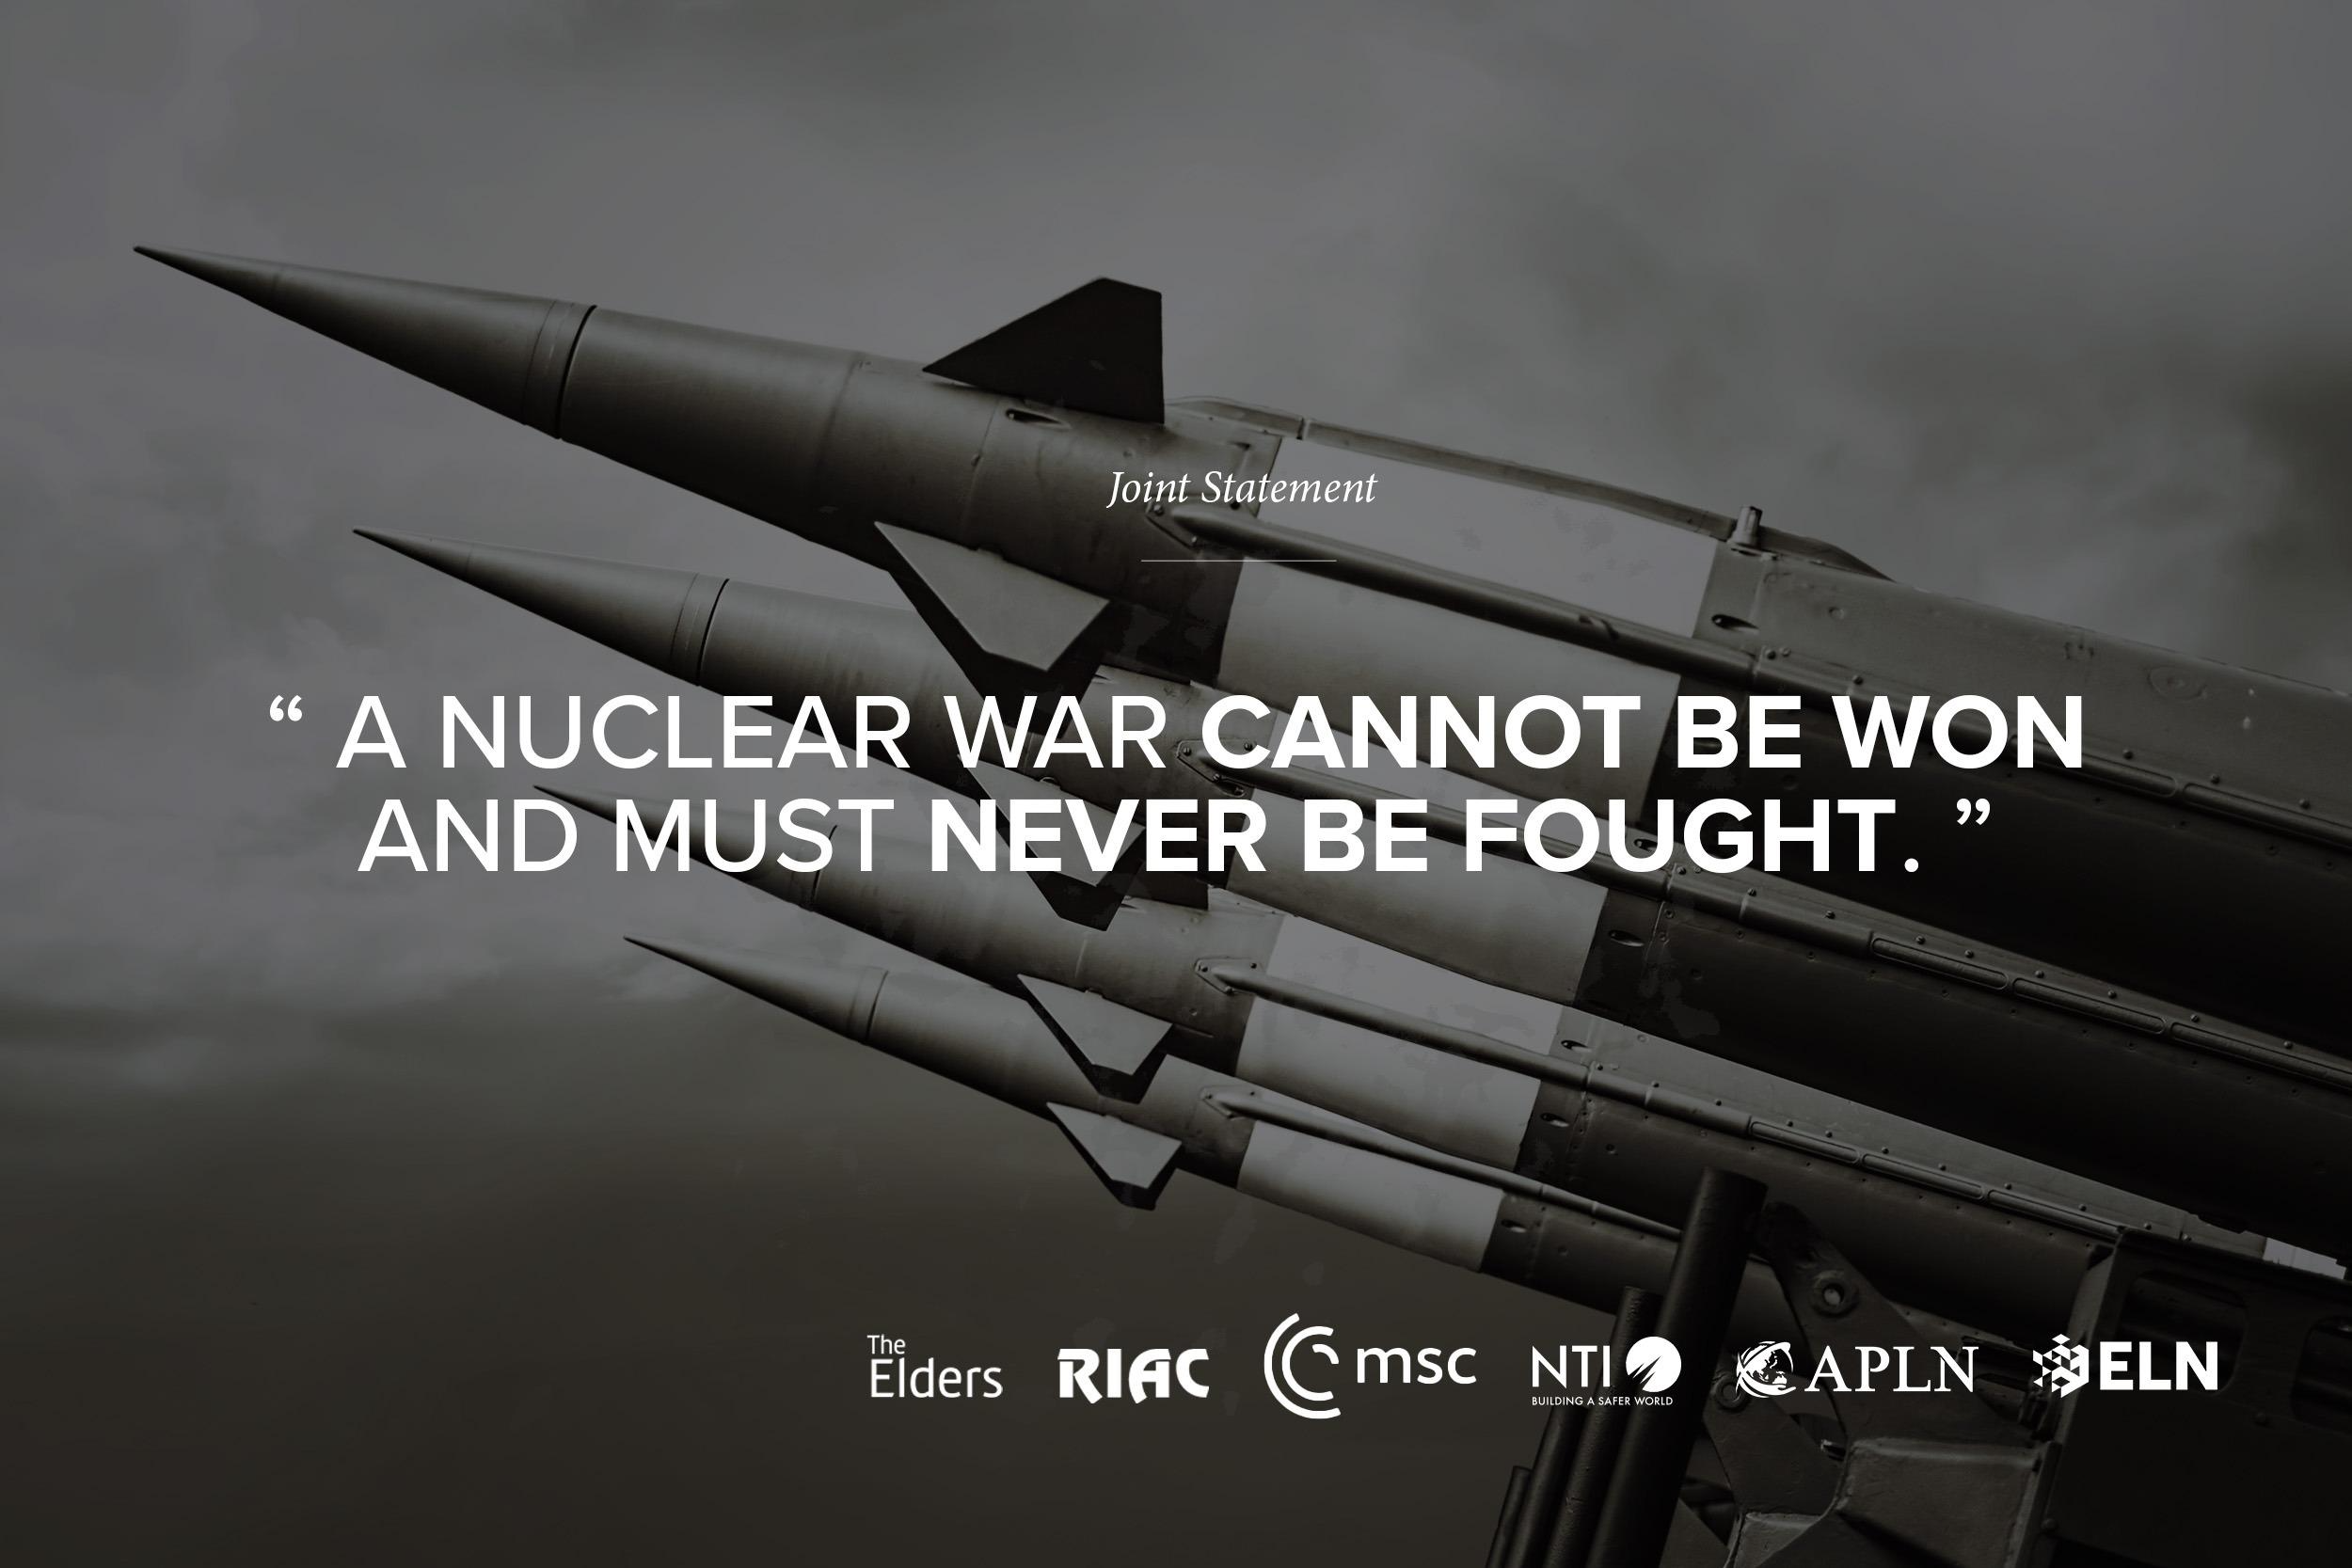 Joint Statement
“ A NUCLEAR WAR CANNOT BE WON
AND MUST NEVER BE FOUGHT. ”
The
Elders
RIAC
msc
NTI
BUILDING A SAFER WORLD
APLN
ELN